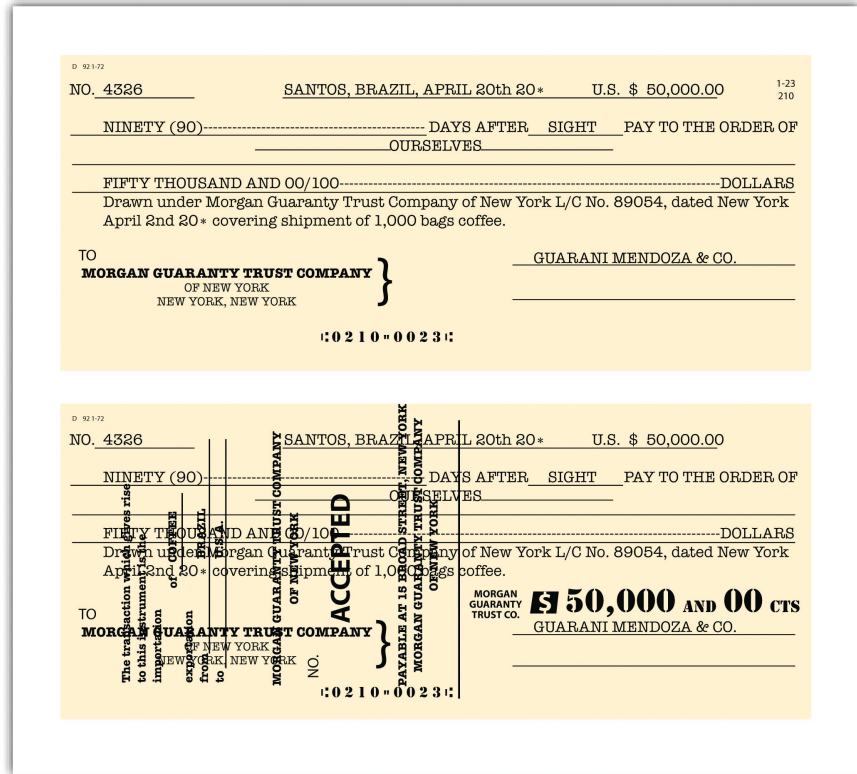 D 92 1-72
NO. 4326 SANTOS, BRAZIL, APRIL 20th 20* U.S. $ 50,000.00 1-23
210
NINETY (90)---------------------------------------------- DAYS AFTER SIGHT PAY TO THE ORDER OF
OURSELVES
FIFTY THOUSAND AND 00/100--------------------------------------------------------------------------------DOLLARS
Drawn under Morgan Guaranty Trust Company of New York L/C No. 89054, dated New York
April 2nd 20* covering shipment of 1,000 bags coffee.
TO
GUARANI MENDOZA & CO.
MORGAN GUARANTY TRUST COMPANY }
OF NEW YORK
NEW YORK, NEW YORK
⑆0210⑈0023⑆
D 92 1-72
NO. 4326 SANTOS, BRAZIL, APRIL 20th 20* U.S. $ 50,000.00
NINETY (90)---------------------------------------------- DAYS AFTER SIGHT PAY TO THE ORDER OF
OURSELVES
FIFTY THOUSAND AND 00/100--------------------------------------------------------------------------------DOLLARS
Drawn under Morgan Guaranty Trust Company of New York L/C No. 89054, dated New York
April 2nd 20* covering shipment of 1,000 bags coffee.
MORGAN GUARANTY TRUST CO. $ 50,000 AND 00 CTS
TO
GUARANI MENDOZA & CO.
MORGAN GUARANTY TRUST COMPANY }
OF NEW YORK
NEW YORK, NEW YORK
⑆0210⑈0023⑆
The transaction which gives rise
to this instrument is the
importation of COFFEE
exportation
from BRAZIL
to U.S.A.
MORGAN GUARANTY TRUST COMPANY
OF NEW YORK
NO.
ACCEPTED
PAYABLE AT 15 BROAD STREET, NEW YORK
MORGAN GUARANTY TRUST COMPANY
OF NEW YORK